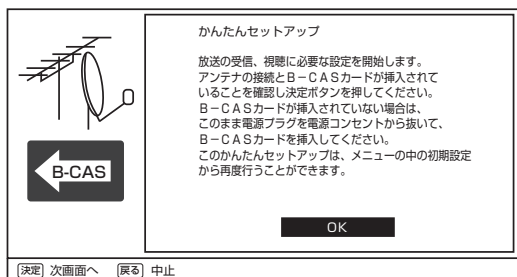 かんたんセットアップ
放送の受信、視聴に必要な設定を開始します。
アンテナの接続とB−CASカードが挿入されて
いることを確認し決定ボタンを押してください。
B−CASカードが挿入されていない場合は、
このまま電源プラグを電源コンセントから抜いて、
B−CASカードを挿入してください。
このかんたんセットアップは、メニューの中の初期設定
から再度行うことができます。
B-CAS
OK
決定 次画面へ 戻る 中止